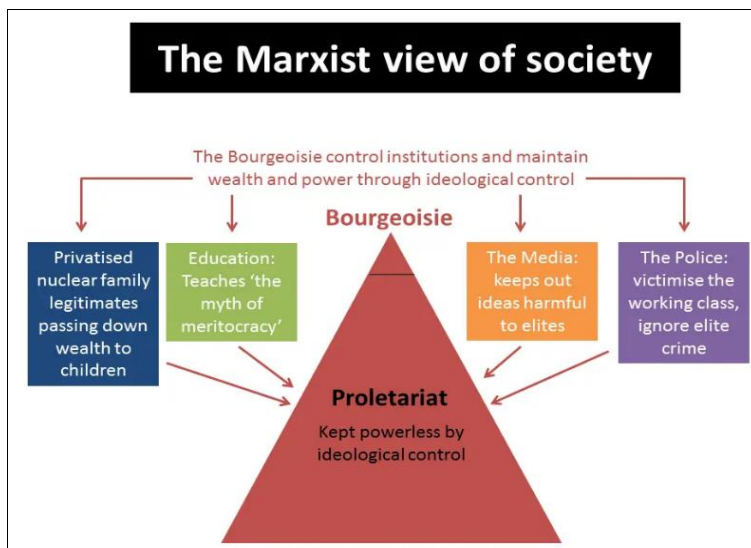 The Marxist view of society
The Bourgeoisie control institutions and maintain
wealth and power through ideological control
Bourgeoisie
Privatised
nuclear family
legitimates
passing down
wealth to
children
Education:
Teaches ‘the
myth of
meritocracy’
The Media:
keeps out
ideas harmful
to elites
The Police:
victimise the
working class,
ignore elite
crime
Proletariat
Kept powerless by
ideological control